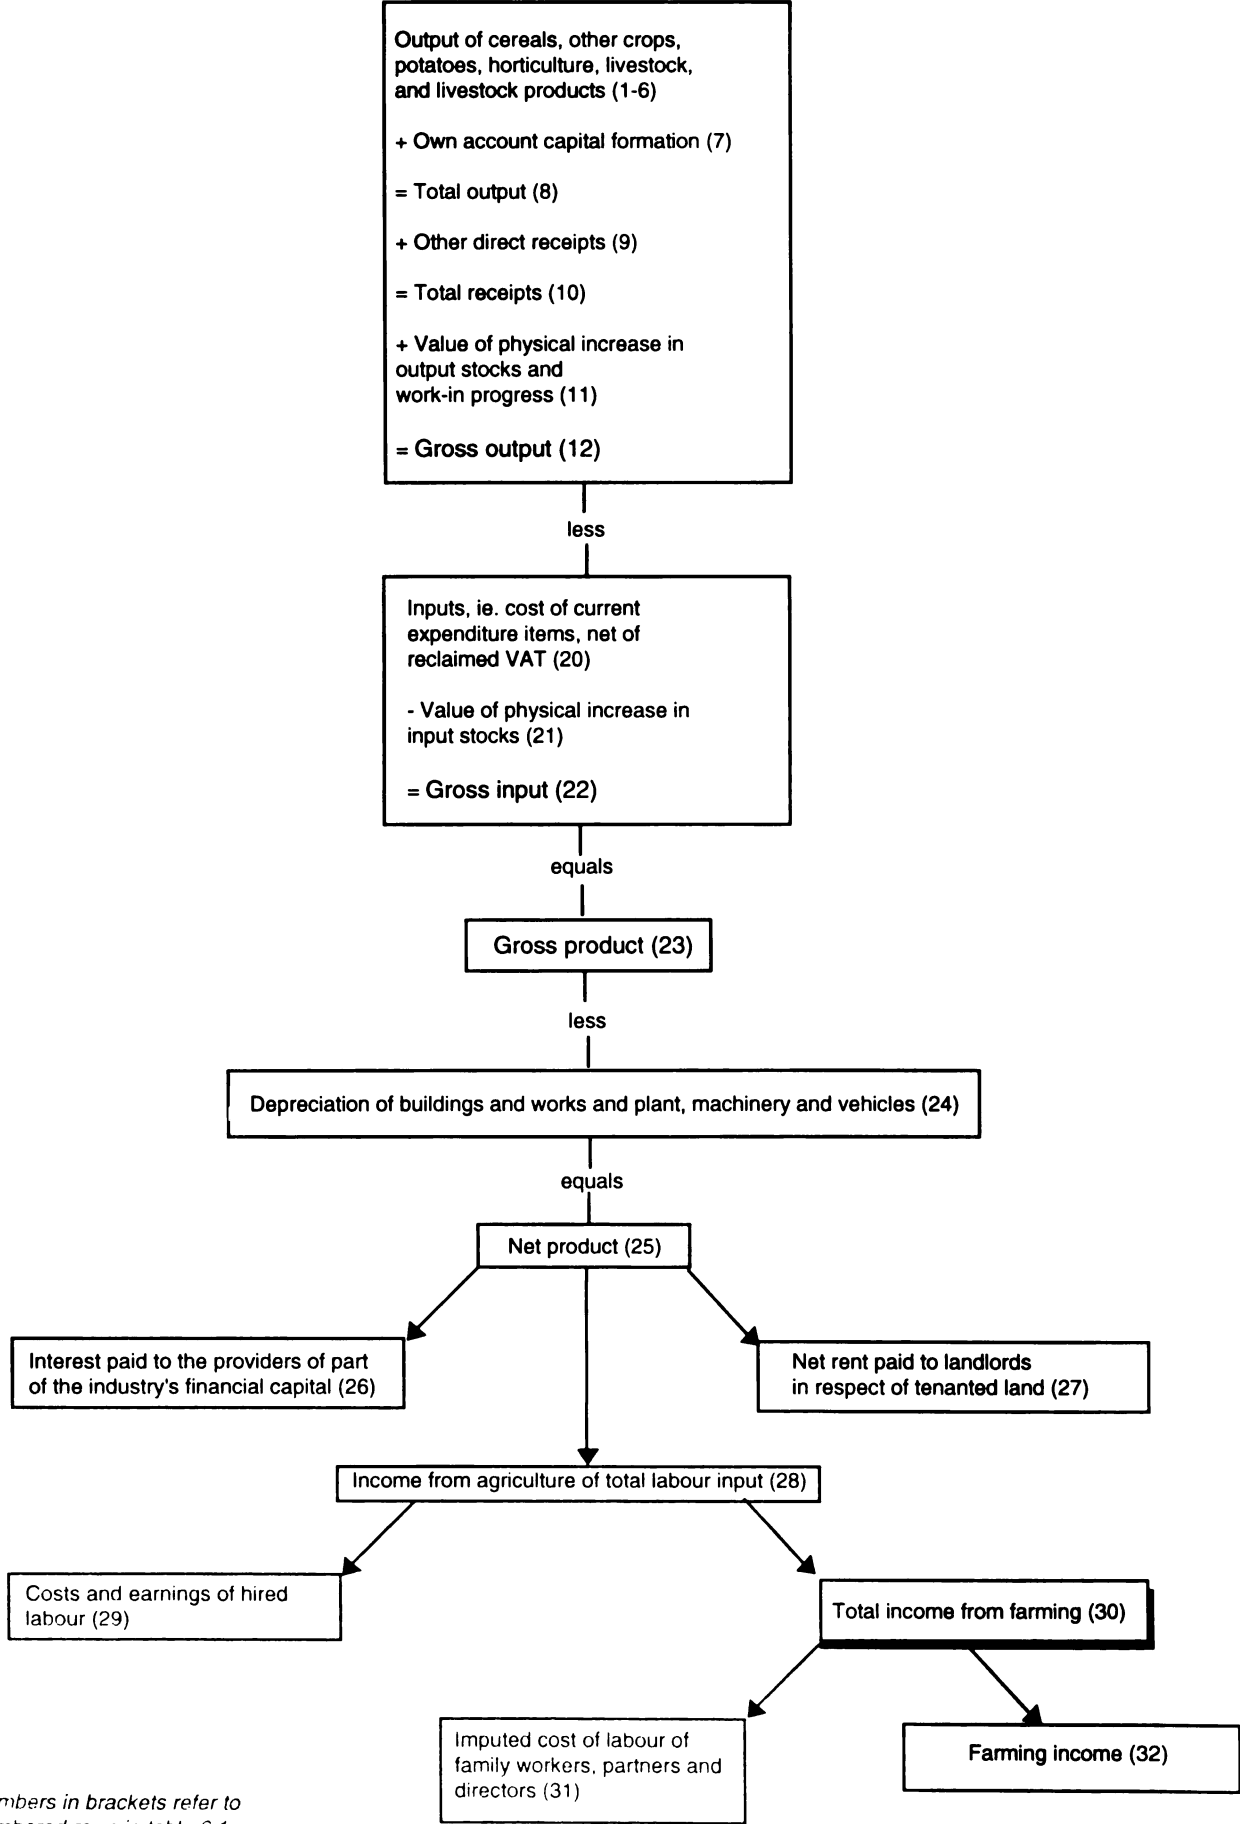 Output of cereals, other crops,
potatoes, horticulture, livestock,
and livestock products (1-6)
+ Own account capital formation (7)
= Total output (8)
+ Other direct receipts (9)
= Total receipts (10)
+ Value of physical increase in
output stocks and
work-in progress (11)
= Gross output (12)
less
Inputs, ie. cost of current
expenditure items, net of
reclaimed VAT (20)
- Value of physical increase in
input stocks (21)
= Gross input (22)
equals
Gross product (23)
less
Depreciation of buildings and works and plant, machinery and vehicles (24)
equals
Net product (25)
Interest paid to the providers of part
of the industry's financial capital (26)
Net rent paid to landlords
in respect of tenanted land (27)
Income from agriculture of total labour input (28)
Costs and earnings of hired
labour (29)
Total income from farming (30)
Imputed cost of labour of
family workers, partners and
directors (31)
Farming income (32)
in brackets refer to